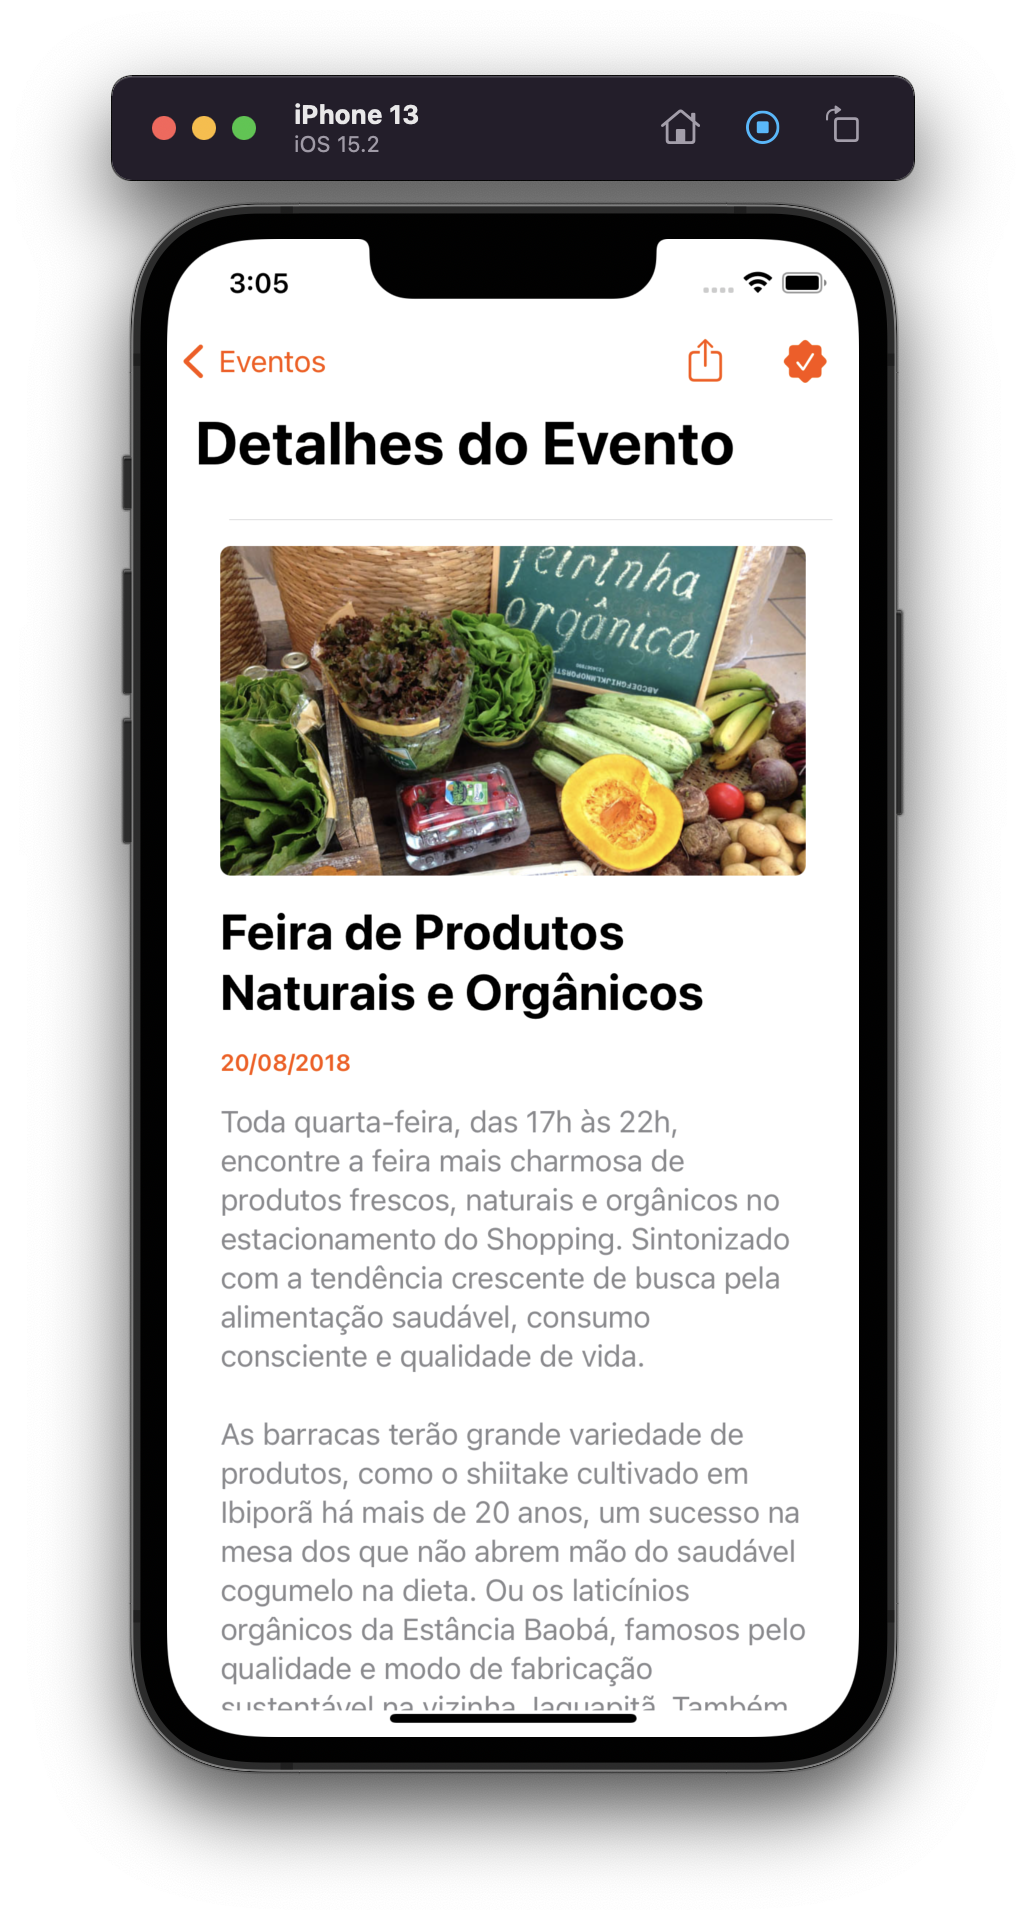 iPhone 13
iOS 15.2
3:05
Eventos
Detalhes do Evento
feirinha
orgânica
Feira de Produtos
Naturais e Orgânicos
20/08/2018
Toda quarta-feira, das 17h às 22h,
encontre a feira mais charmosa de
produtos frescos, naturais e orgânicos no
estacionamento do Shopping. Sintonizado
com a tendência crescente de busca pela
alimentação saudável, consumo
consciente e qualidade de vida.
As barracas terão grande variedade de
produtos, como o shiitake cultivado em
Ibiporã há mais de 20 anos, um sucesso na
mesa dos que não abrem mão do saudável
cogumelo na dieta. Ou os laticínios
orgânicos da Estância Baobá, famosos pelo
qualidade e modo de fabricação
sustentável na vizinha Jaguapitã. Também